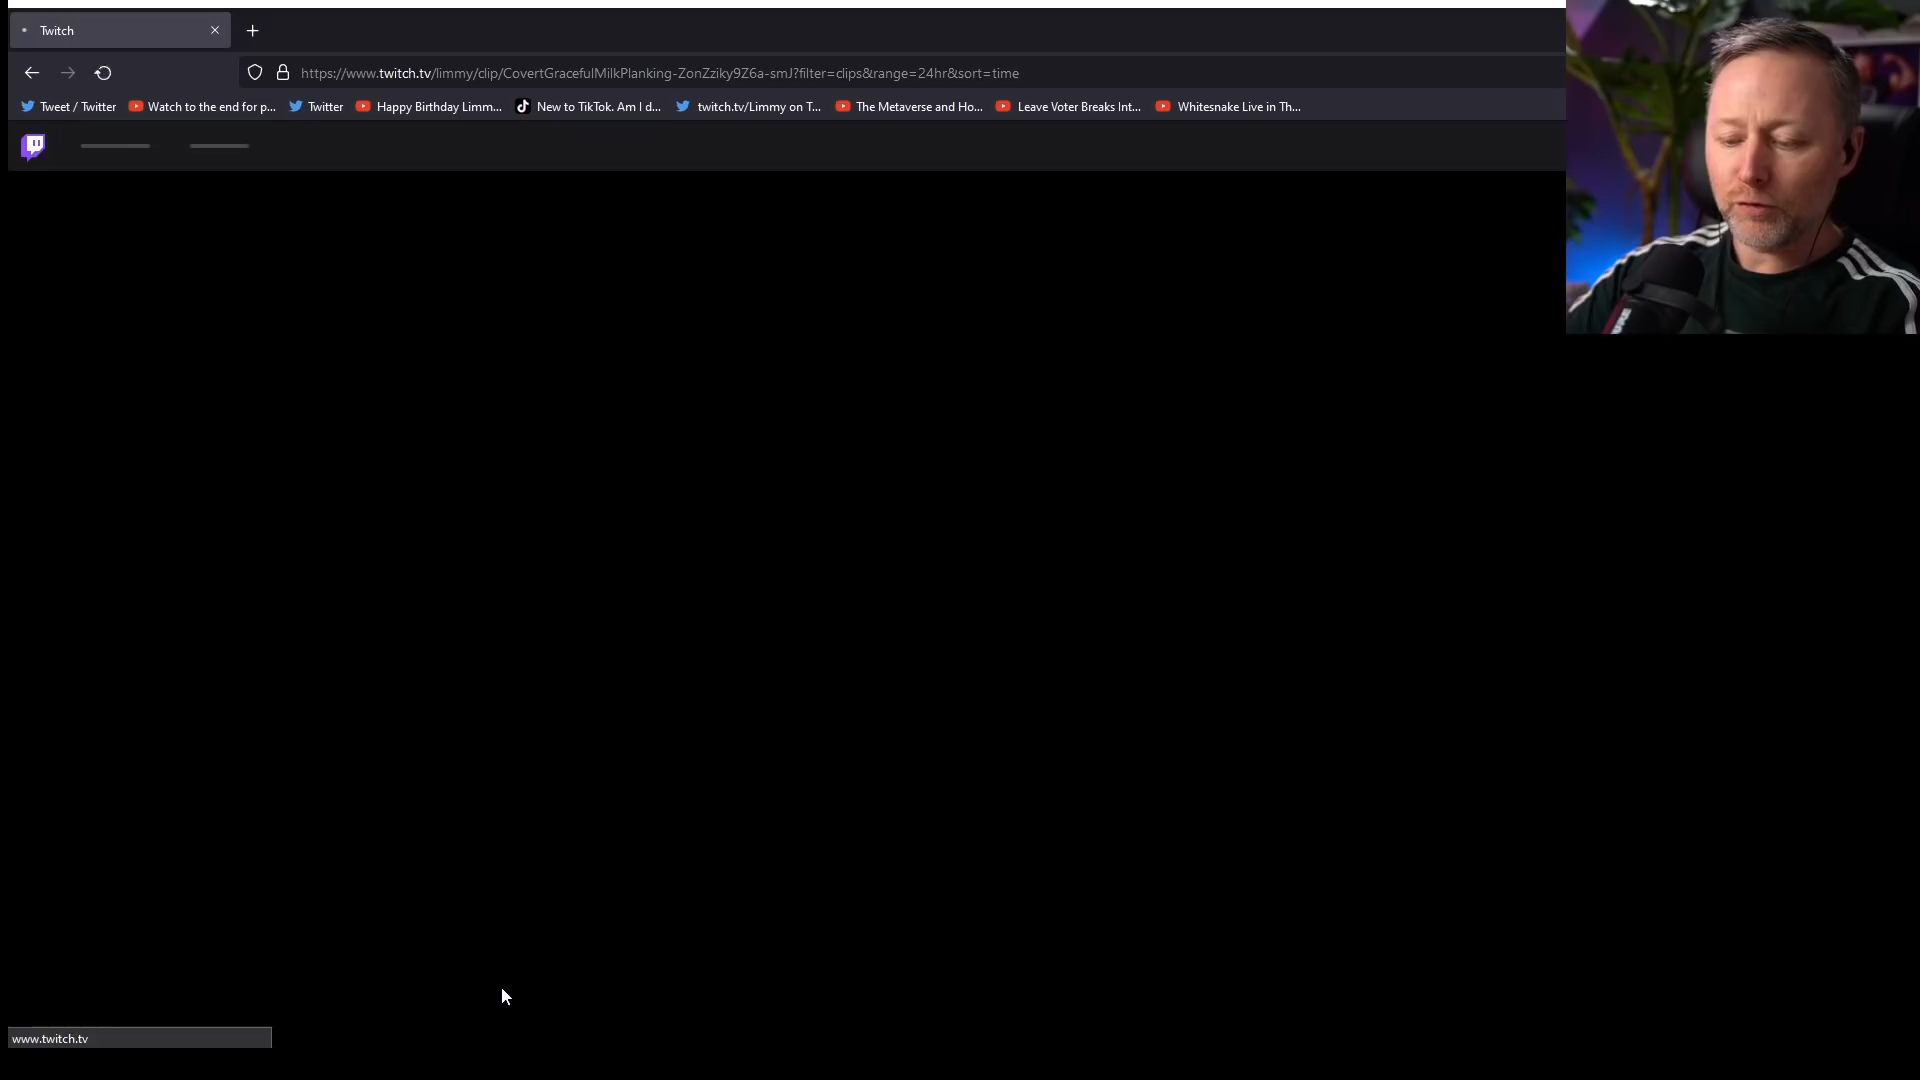 Twitch
https://www.twitch.tv/limmy/clip/CovertGracefulMilkPlanking-ZonZziky9Z6a-smJ?filter=clips&range=24hr&sort=time
Tweet / Twitter Watch to the end for p... Twitter Happy Birthday Limm... New to TikTok. Am I d... twitch.tv/Limmy on T... The Metaverse and Ho... Leave Voter Breaks Int... Whitesnake Live in Th...
www.twitch.tv